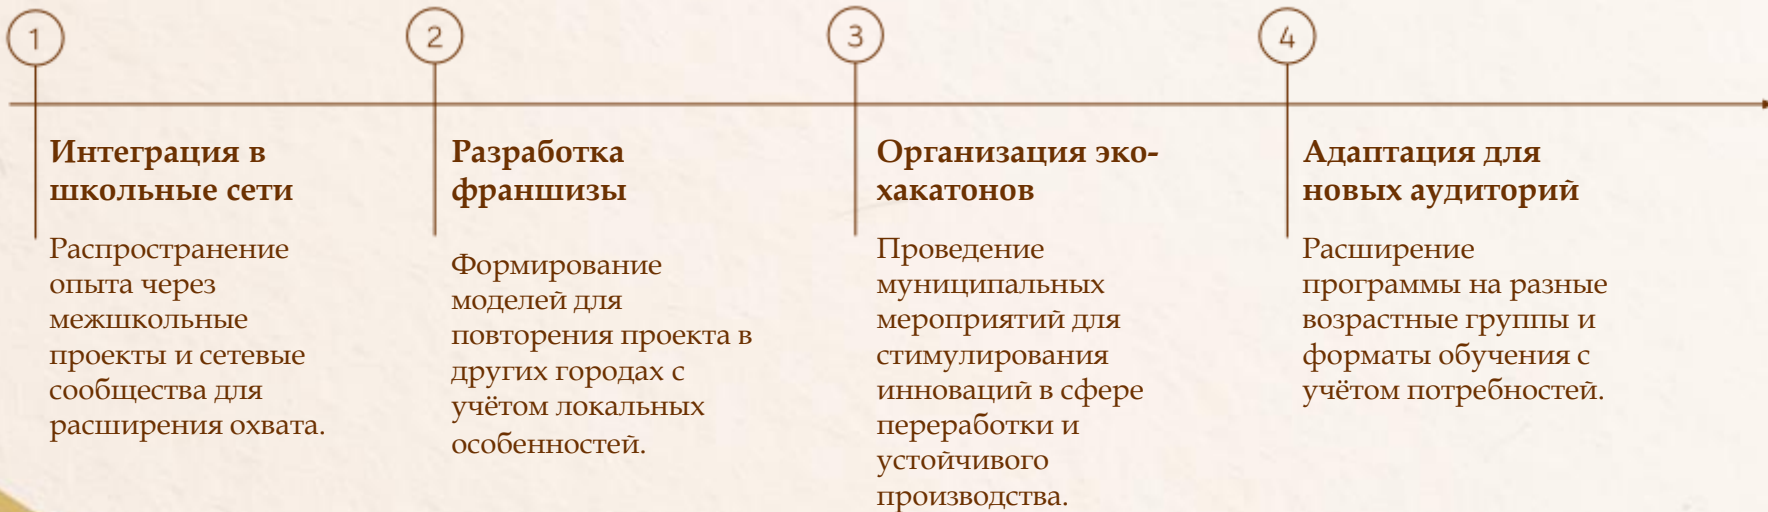 1
Интеграция в
школьные сети
Распространение
опыта через
межшкольные
проекты и сетевые
сообщества для
расширения охвата.
2
Разработка
франшизы
Формирование
моделей для
повторения проекта в
других городах с
учётом локальных
особенностей.
3
Организация эко-
хакатонов
Проведение
муниципальных
мероприятий для
стимулирования
инноваций в сфере
переработки и
устойчивого
производства.
4
Адаптация для
новых аудиторий
Расширение
программы на разные
возрастные группы и
форматы обучения с
учётом потребностей.